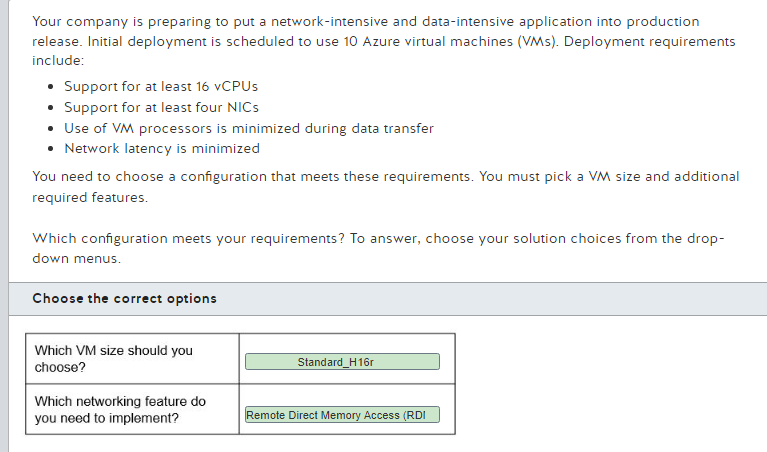 Your company is preparing to put a network-intensive and data-intensive application into production
release. Initial deployment is scheduled to use 10 Azure virtual machines (VMs). Deployment requirements
include:
• Support for at least 16 vCPUs
• Support for at least four NICs
• Use of VM processors is minimized during data transfer
• Network latency is minimized
You need to choose a configuration that meets these requirements. You must pick a VM size and additional
required features.
Which configuration meets your requirements? To answer, choose your solution choices from the drop-
down menus.
Choose the correct options
Which VM size should you
choose?
Standard_H16r
Which networking feature do
you need to implement?
Remote Direct Memory Access (RDI